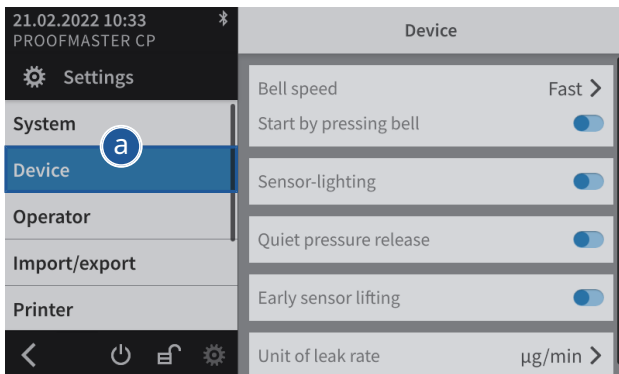 21.02.2022 10:33
PROOFMASTER CP
Settings
System
a
Device
Operator
Import/export
Printer
Device
Bell speed Fast
Start by pressing bell
Sensor-lighting
Quiet pressure release
Early sensor lifting
Unit of leak rate µg/min